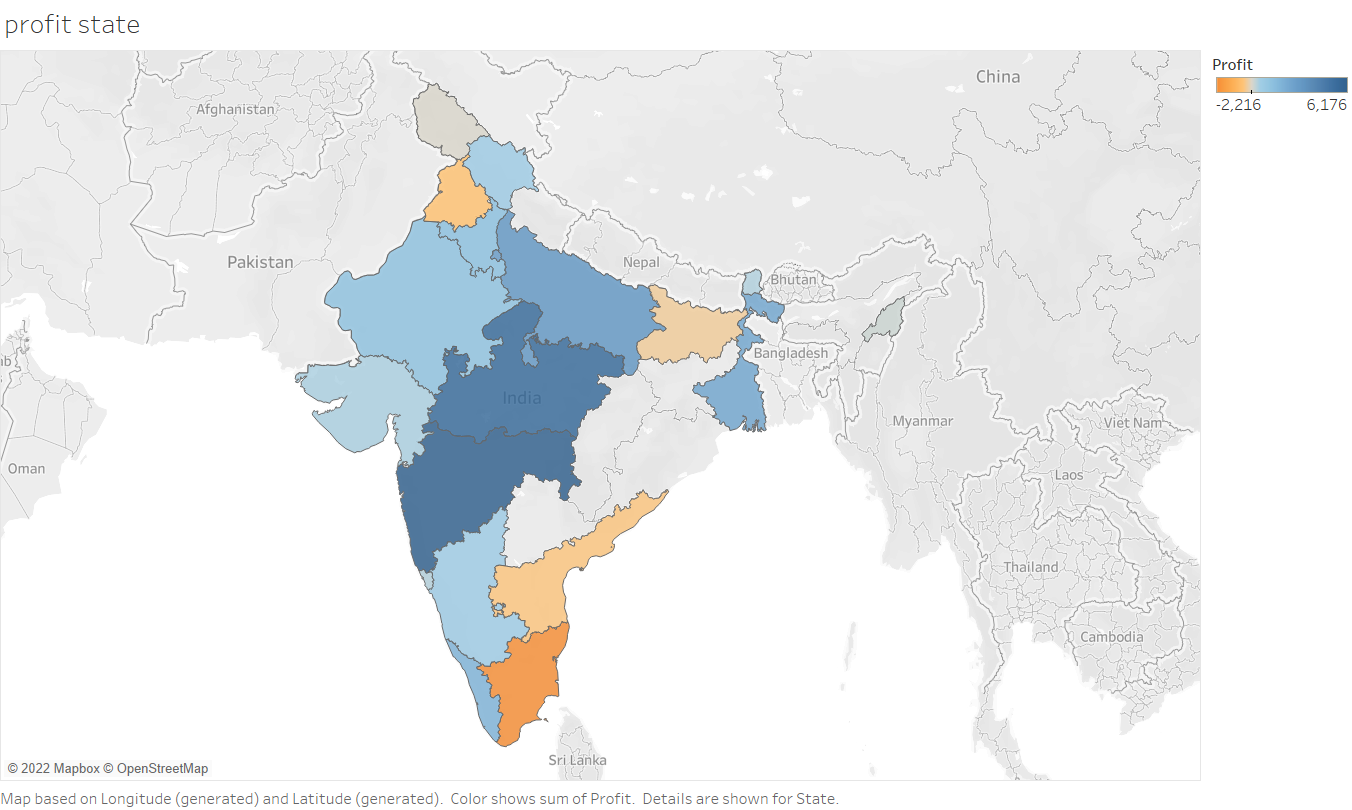 profit state
Profit
-2,216 6,176
China
Afghanistan
Pakistan
Nepal
Bhutan
Bangladesh
India
Myanmar
Viet Nam
Oman
Laos
Thailand
Cambodia
Sri Lanka
ab
© 2022 Mapbox © OpenStreetMap
Map based on Longitude (generated) and Latitude (generated). Color shows sum of Profit. Details are shown for State.